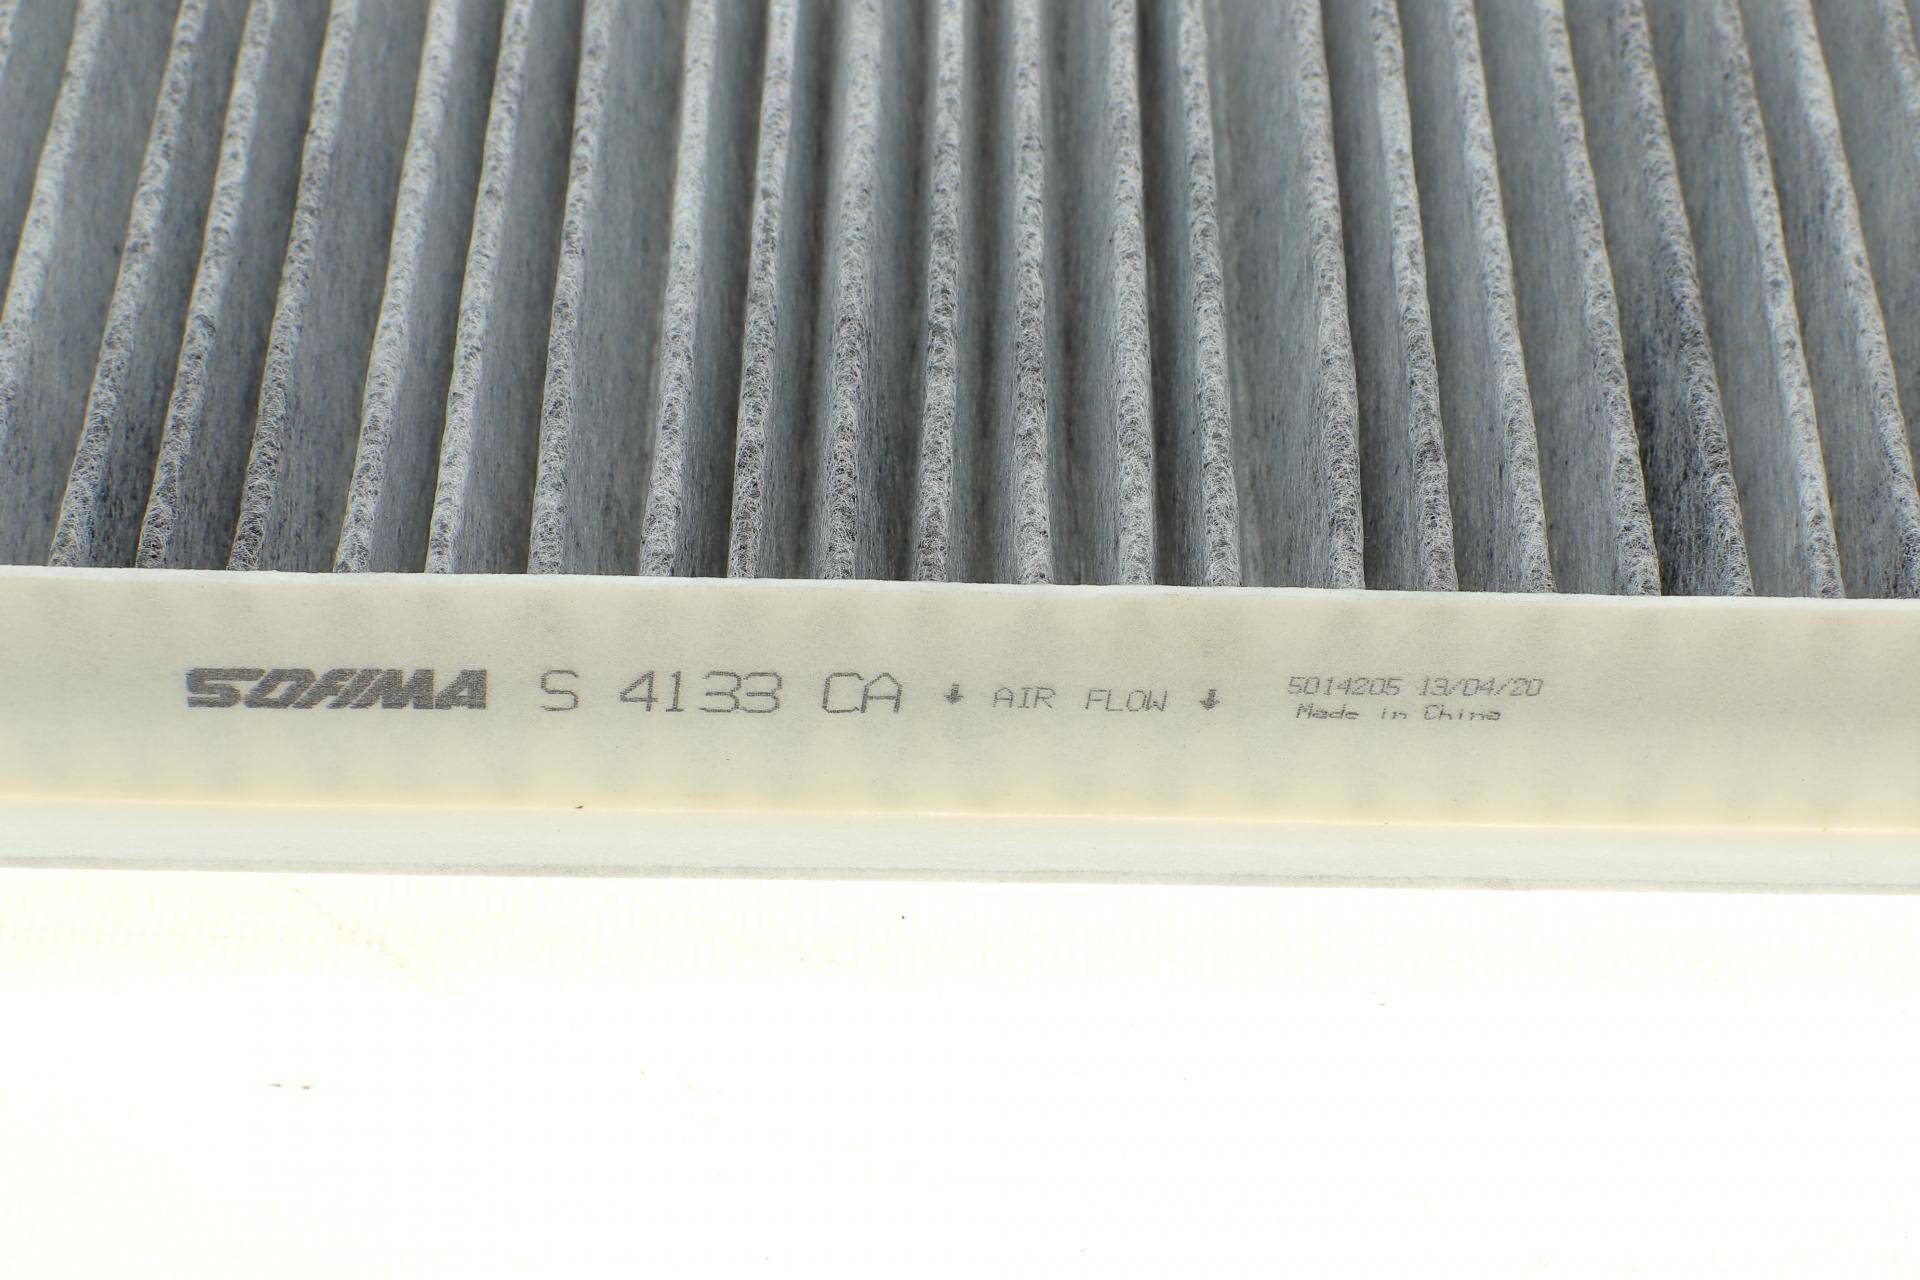 SOFIMA S 4133 CA ↓ AIR FLOW ↓ 5014205 13/04/20
Made in China